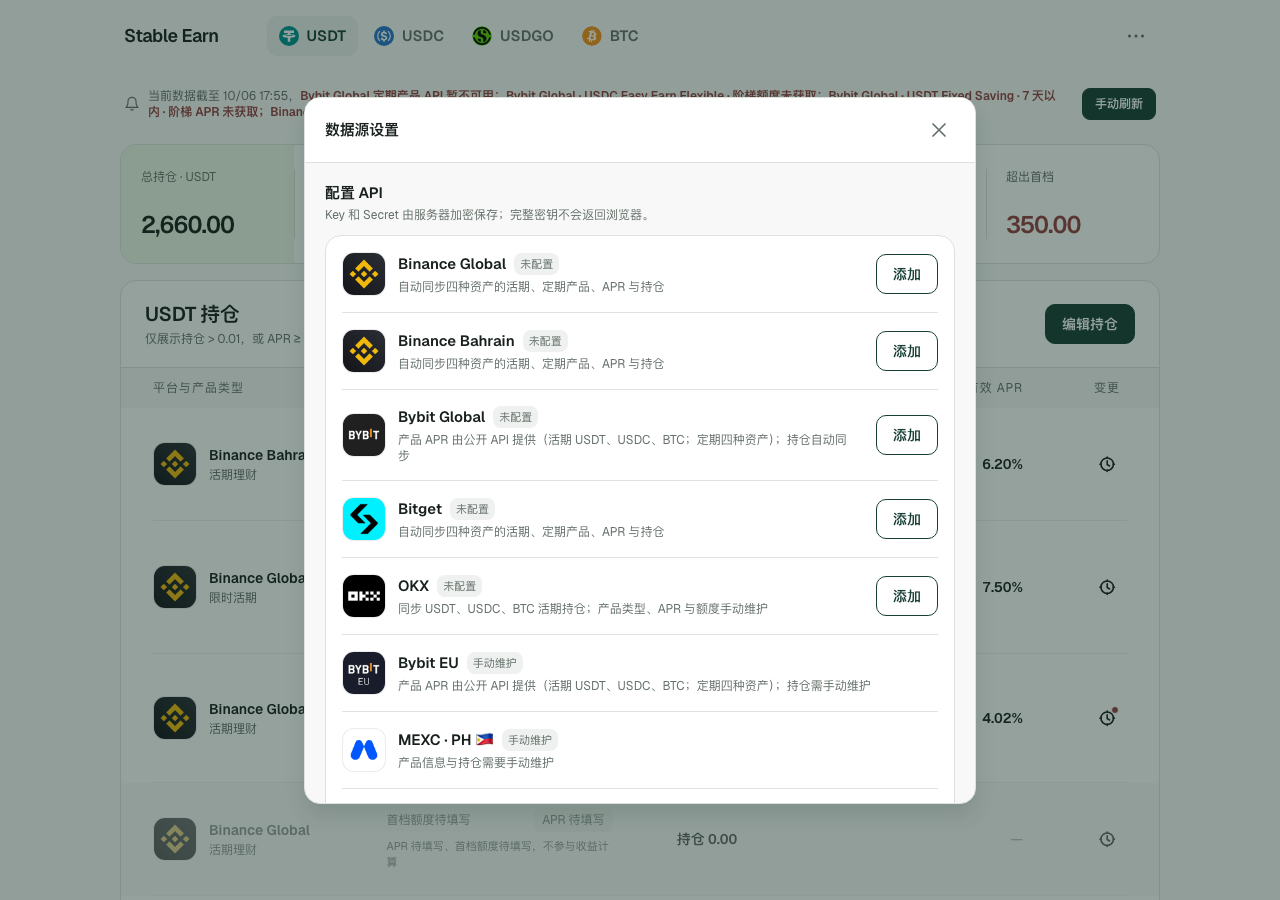 Stable Earn
USDT
USDC
USDGO
BTC
当前数据截至 10/06 17:55, Bybit Global 定期产品 API 暂不可用; Bybit Global · USDC Easy Earn Flexible · 阶梯额度未获取; Bybit Global · USDT Fixed Saving · 7 天以
内 · 阶梯 APR 未获取; Binan
手动刷新
数据源设置
总持仓 · USDT
2,660.00
超出首档
350.00
配置 API
Key 和 Secret 由服务器加密保存；完整密钥不会返回浏览器。
Binance Global 未配置
自动同步四种资产的活期、定期产品、APR 与持仓
添加
Binance Bahrain 未配置
自动同步四种资产的活期、定期产品、APR 与持仓
添加
Bybit Global 未配置
产品 APR 由公开 API 提供（活期 USDT、USDC、BTC；定期四种资产）；持仓自动同
步
添加
Bitget 未配置
自动同步四种资产的活期、定期产品、APR 与持仓
添加
OKX 未配置
同步 USDT、USDC、BTC 活期持仓；产品类型、APR 与额度手动维护
添加
BYBIT
OKX
BYBIT
EU
Bybit EU 手动维护
产品 APR 由公开 API 提供（活期 USDT、USDC、BTC；定期四种资产）；持仓需手动维护
MEXC · PH 🇵🇭 手动维护
产品信息与持仓需要手动维护
USDT 持仓
仅展示持仓 > 0.01，或 APR ≥
编辑持仓
平台与产品类型
效 APR
变更
Binance Bahra
活期理财
6.20%
Binance Globa
限时活期
7.50%
Binance Globa
活期理财
4.02%
Binance Global
活期理财
首档额度待填写
APR 待填写
APR 待填写、首档额度待填写，不参与收益计
算
持仓 0.00
—